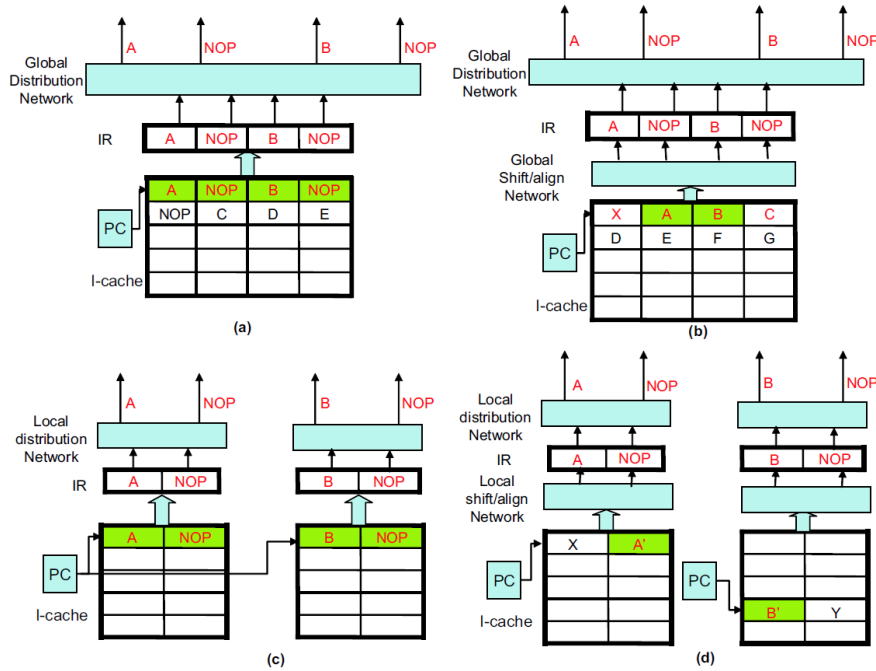 A NOP B NOP
Global
Distribution
Network
IR
A NOP B NOP
A NOP B NOP
NOP C D E
PC
I-cache
(a)
A NOP B NOP
Global
Distribution
Network
IR
A NOP B NOP
Global
Shift/align
Network
X A B C
D E F G
PC
I-cache
(b)
A NOP B NOP
Local
distribution
Network
IR
A NOP B NOP
A NOP B NOP
PC
I-cache
(c)
A NOP B NOP
Local
distribution
Network
IR
A NOP B NOP
Local
shift/align
Network
X A'
PC
PC
B' Y
I-cache
(d)